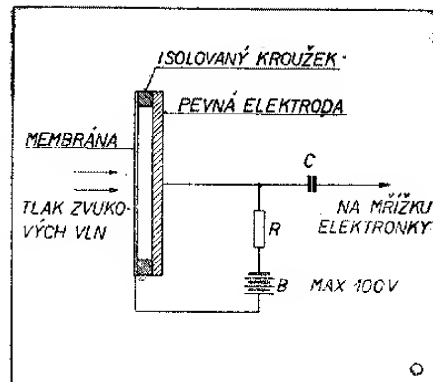 ISOLOVANÝ KROUŽEK
PEVNÁ ELEKTRODA
MEMBRÁNA
C
TLAK ZVUKO-
VÝCH VLN
NA MŘÍŽKU
ELEKTRONKY
R
B MAX 100V